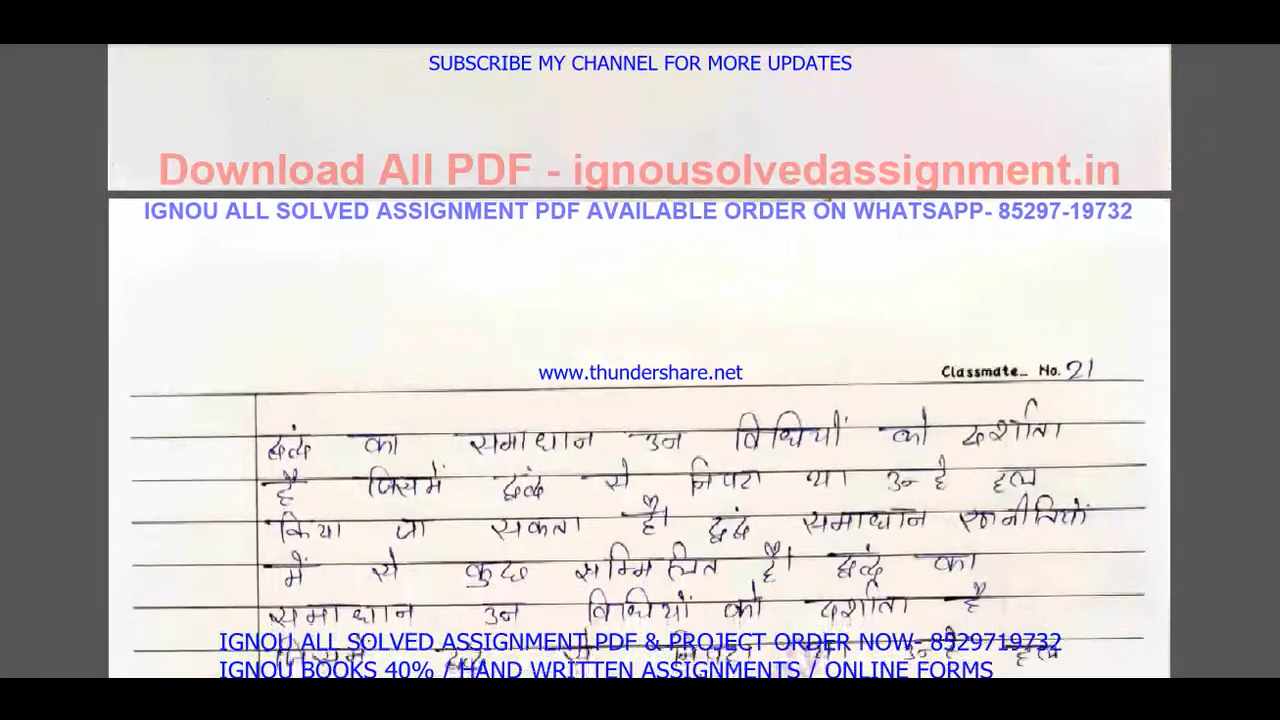 SUBSCRIBE MY CHANNEL FOR MORE UPDATES
Download All PDF - ignousolvedassignment.in
IGNOU ALL SOLVED ASSIGNMENT PDF AVAILABLE ORDER ON WHATSAPP- 85297-19732
www.thundershare.net
Classmate No. 21
द्वंद्व का समाधान उन विधियों को दर्शाता
है जिसमें द्वंद्व से निपटा या उन्हे हल
किया जा सकता है। द्वंद्व समाधान रणनीतियों
में से कुछ सम्मिलित है। द्वंद्व का
समाधान उन विधियों को दर्शाता है
IGNOU ALL SOLVED ASSIGNMENT PDF & PROJECT ORDER NOW- 8529719732
जिसमें द्वंद्व से उन्हे हल
IGNOU BOOKS 40% / HAND WRITTEN ASSIGNMENTS / ONLINE FORMS